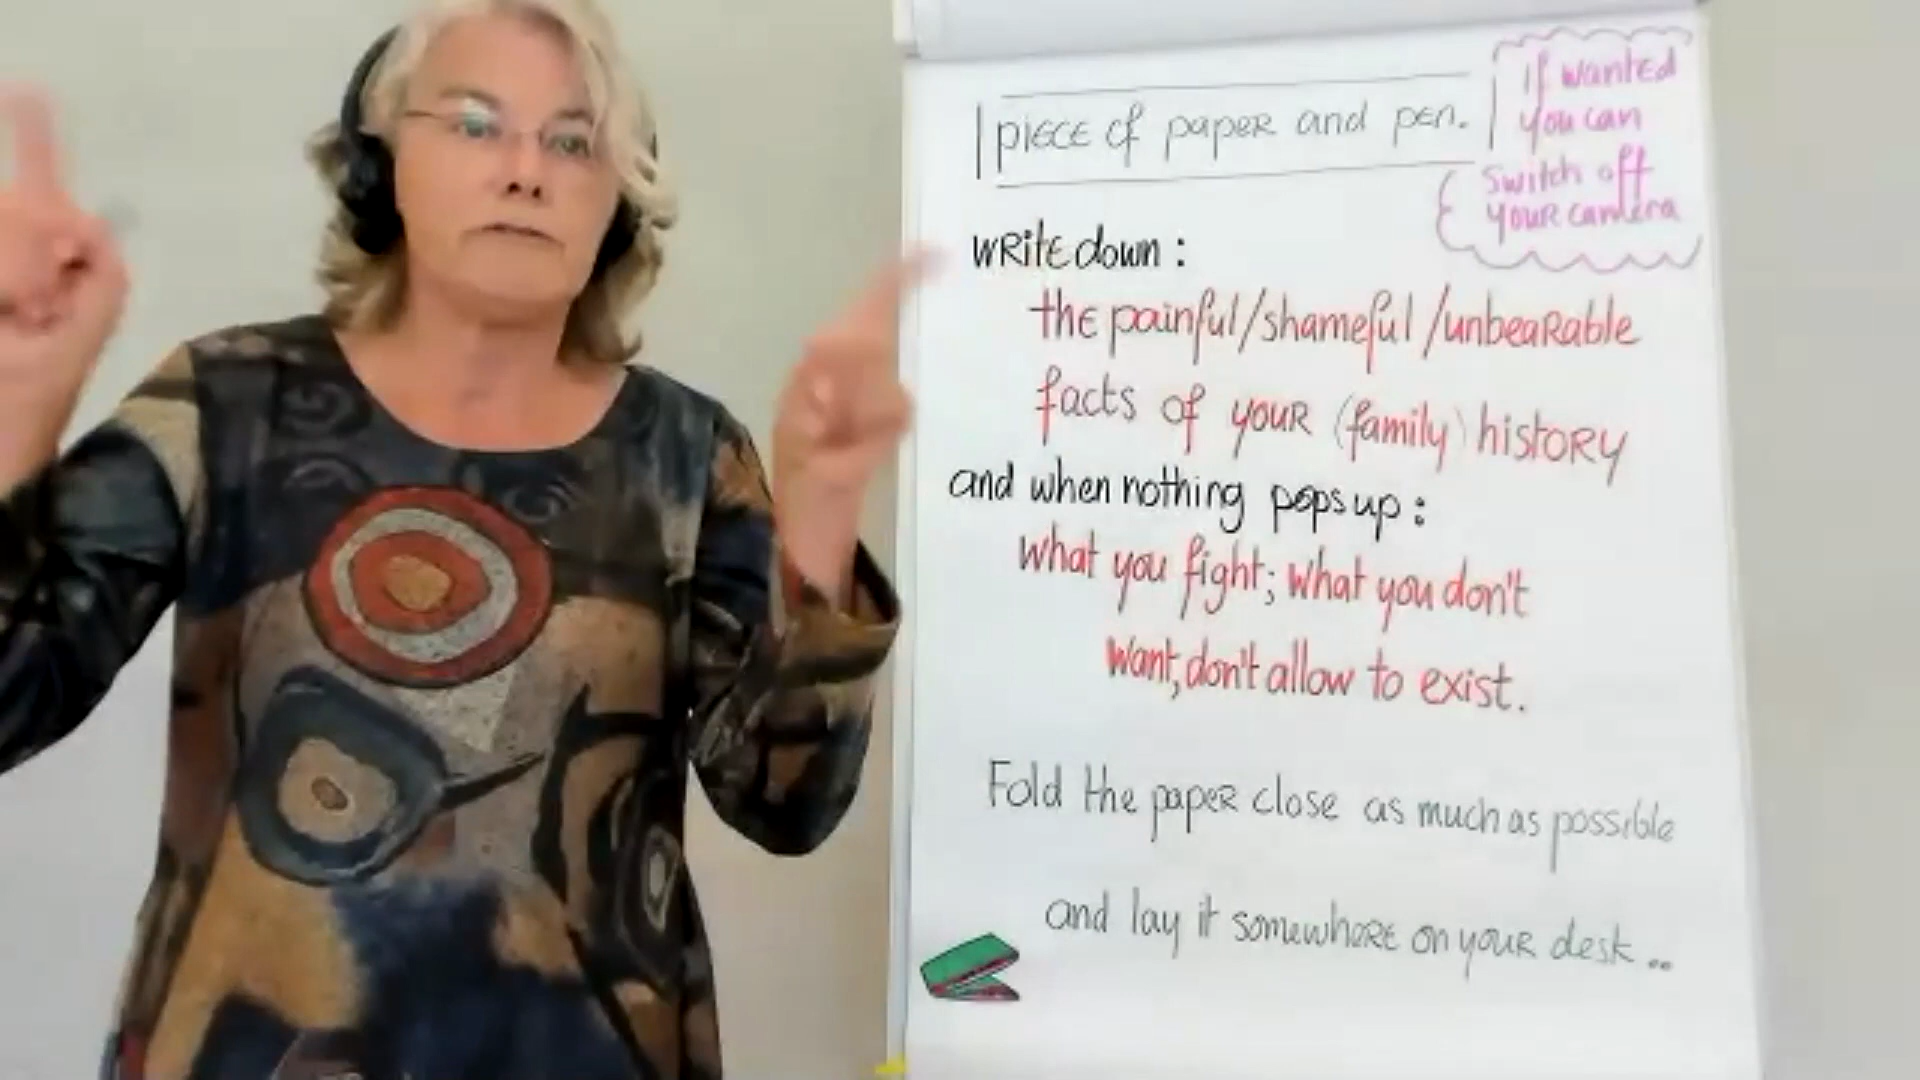 piece of paper and pen.
If wanted
you can
switch off
your camera
write down :
the painful/shameful/unbearable
facts of your (family) history
and when nothing pops up :
what you fight; what you don't
want, don't allow to exist.
Fold the paper close as much as possible
and lay it somewhere on your desk..